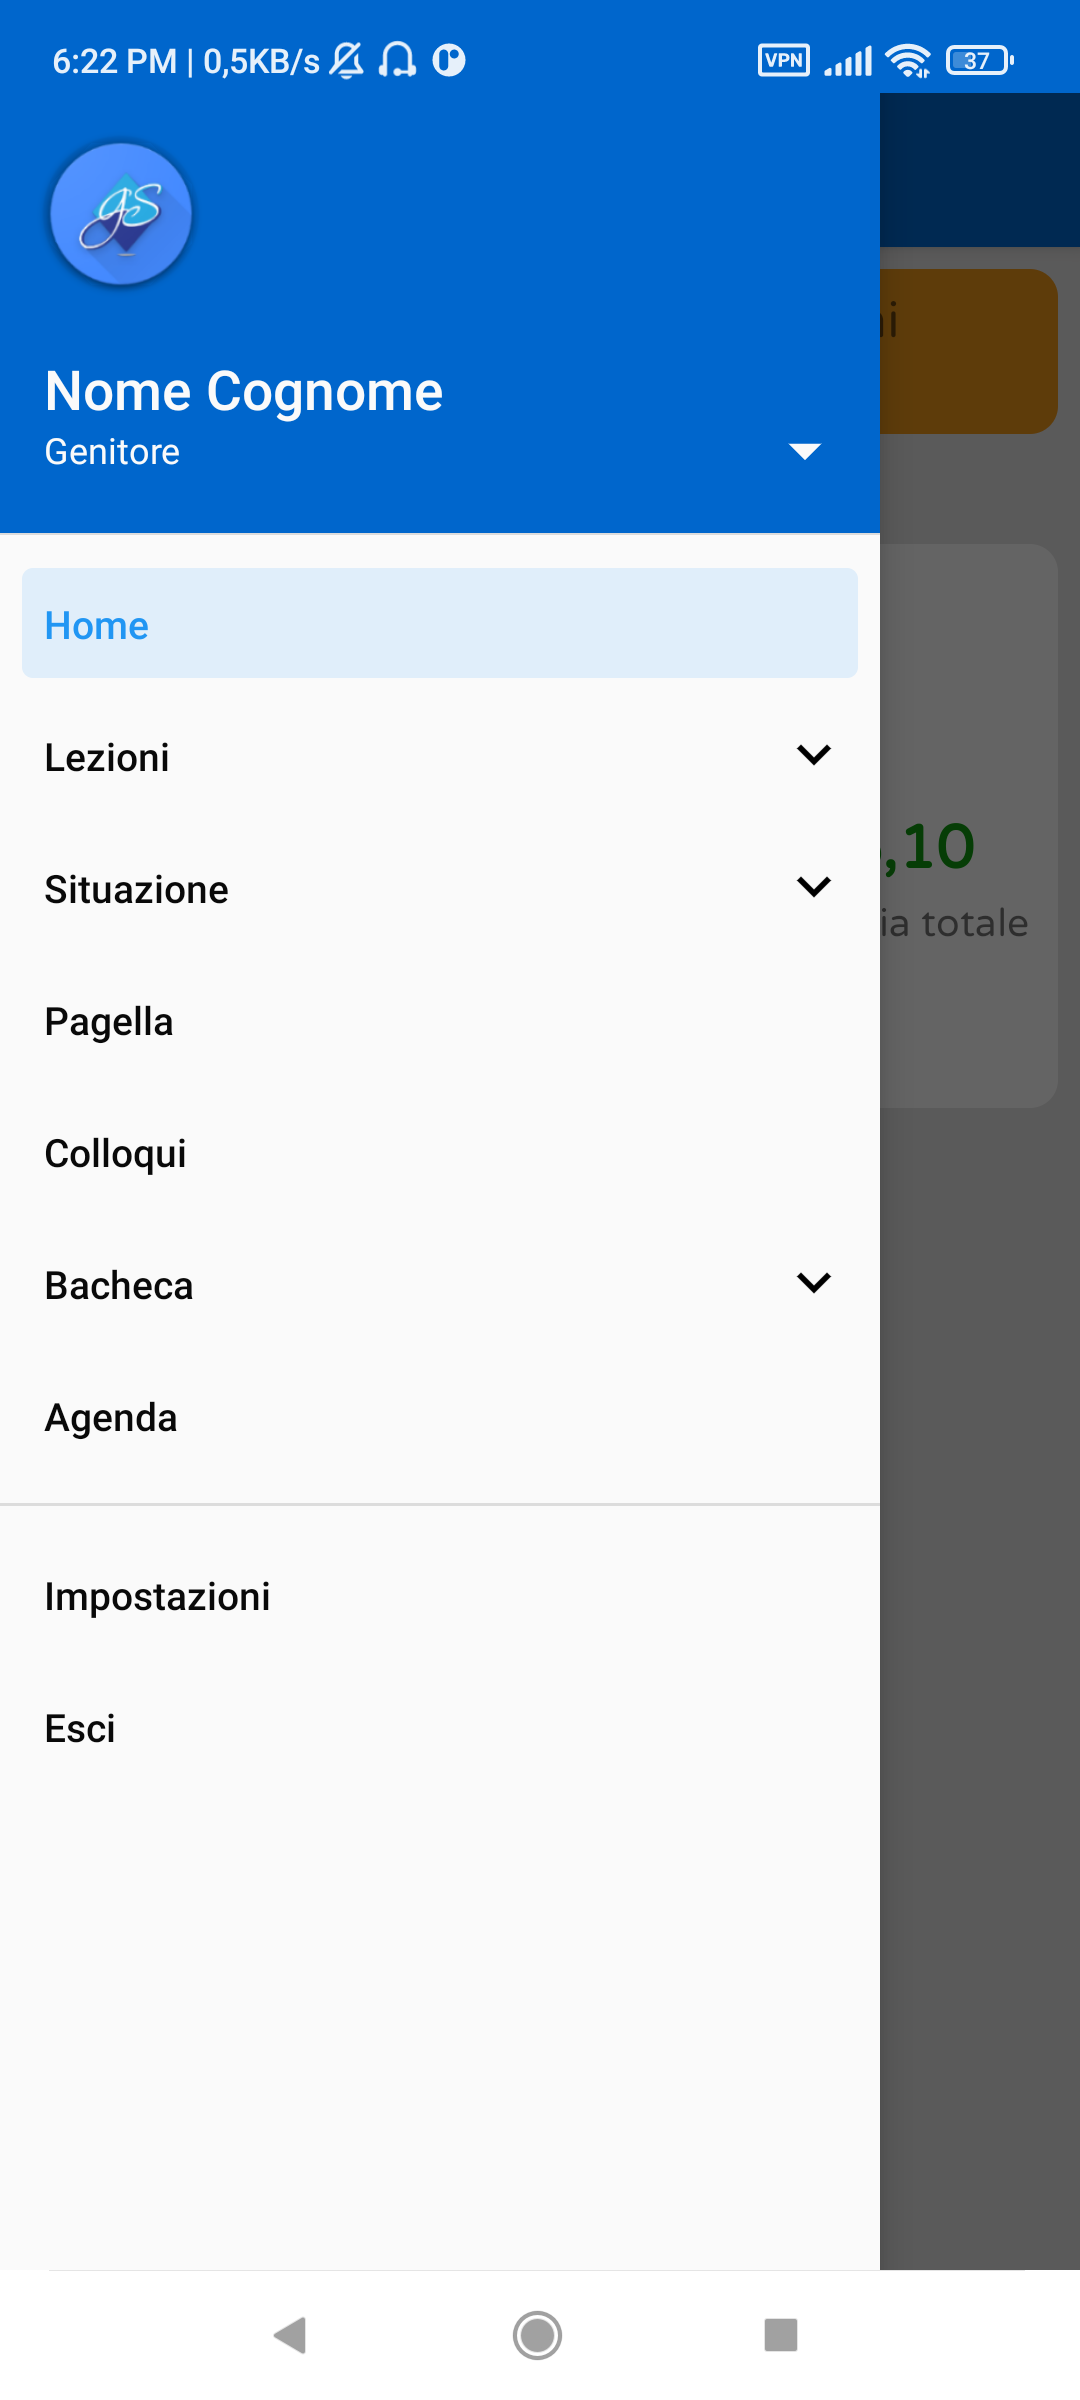 6:22 PM | 0,5KB/s
VPN
37
gs
Nome Cognome
Genitore
Home
Lezioni
,10
Situazione
ia totale
Pagella
Colloqui
Bacheca
Agenda
Impostazioni
Esci